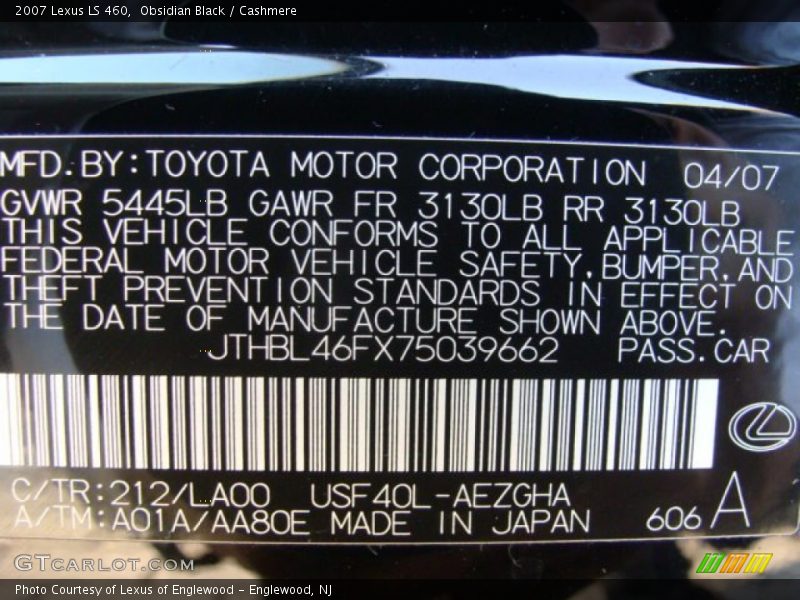 2007 Lexus LS 460, Obsidian Black / Cashmere
MFD. BY: TOYOTA MOTOR CORPORATION 04/07
GVWR 5445LB GAWR FR 3130LB RR 3130LB
THIS VEHICLE CONFORMS TO ALL APPLICABLE
FEDERAL MOTOR VEHICLE SAFETY, BUMPER, AND
THEFT PREVENTION STANDARDS IN EFFECT ON
THE DATE OF MANUFACTURE SHOWN ABOVE.
JTHBL46FX75039662 PASS. CAR
C/TR: 212/LA00 USF40L-AEZGHA
A/TM: A01A/AA80E MADE IN JAPAN 606 A
GTCARLOT.COM
Photo Courtesy of Lexus of Englewood - Englewood, NJ